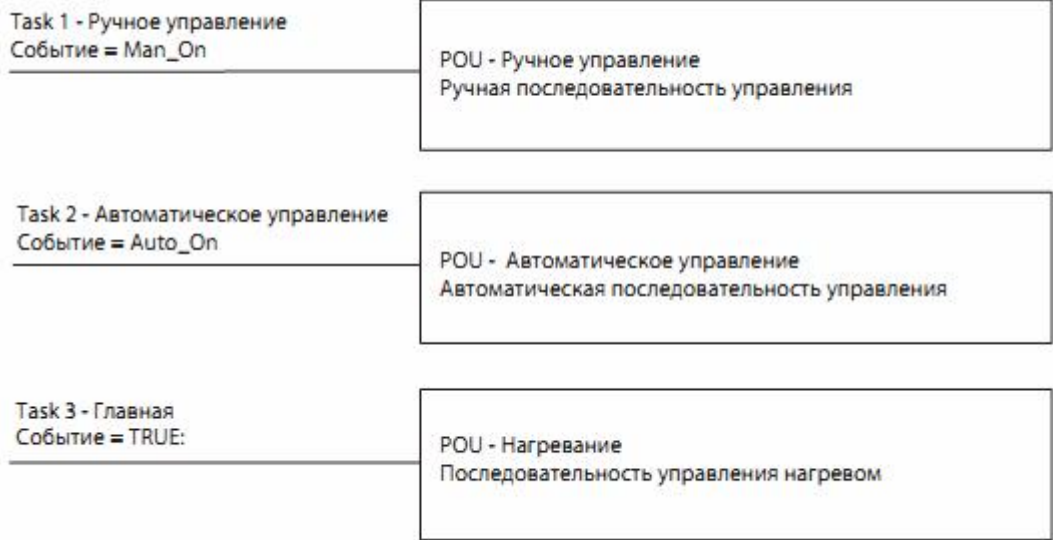 Task 1 - Ручное управление
Событие = Man_On
POU - Ручное управление
Ручная последовательность управления
Task 2 - Автоматическое управление
Событие = Auto_On
POU - Автоматическое управление
Автоматическая последовательность управления
Task 3 - Главная
Событие = TRUE:
POU - Нагревание
Последовательность управления нагревом